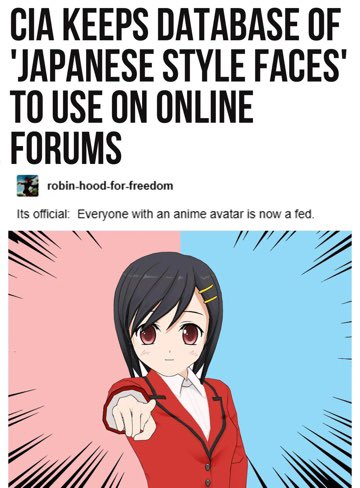 CIA KEEPS DATABASE OF
'JAPANESE STYLE FACES'
TO USE ON ONLINE
FORUMS
robin-hood-for-freedom
Its official:  Everyone with an anime avatar is now a fed.